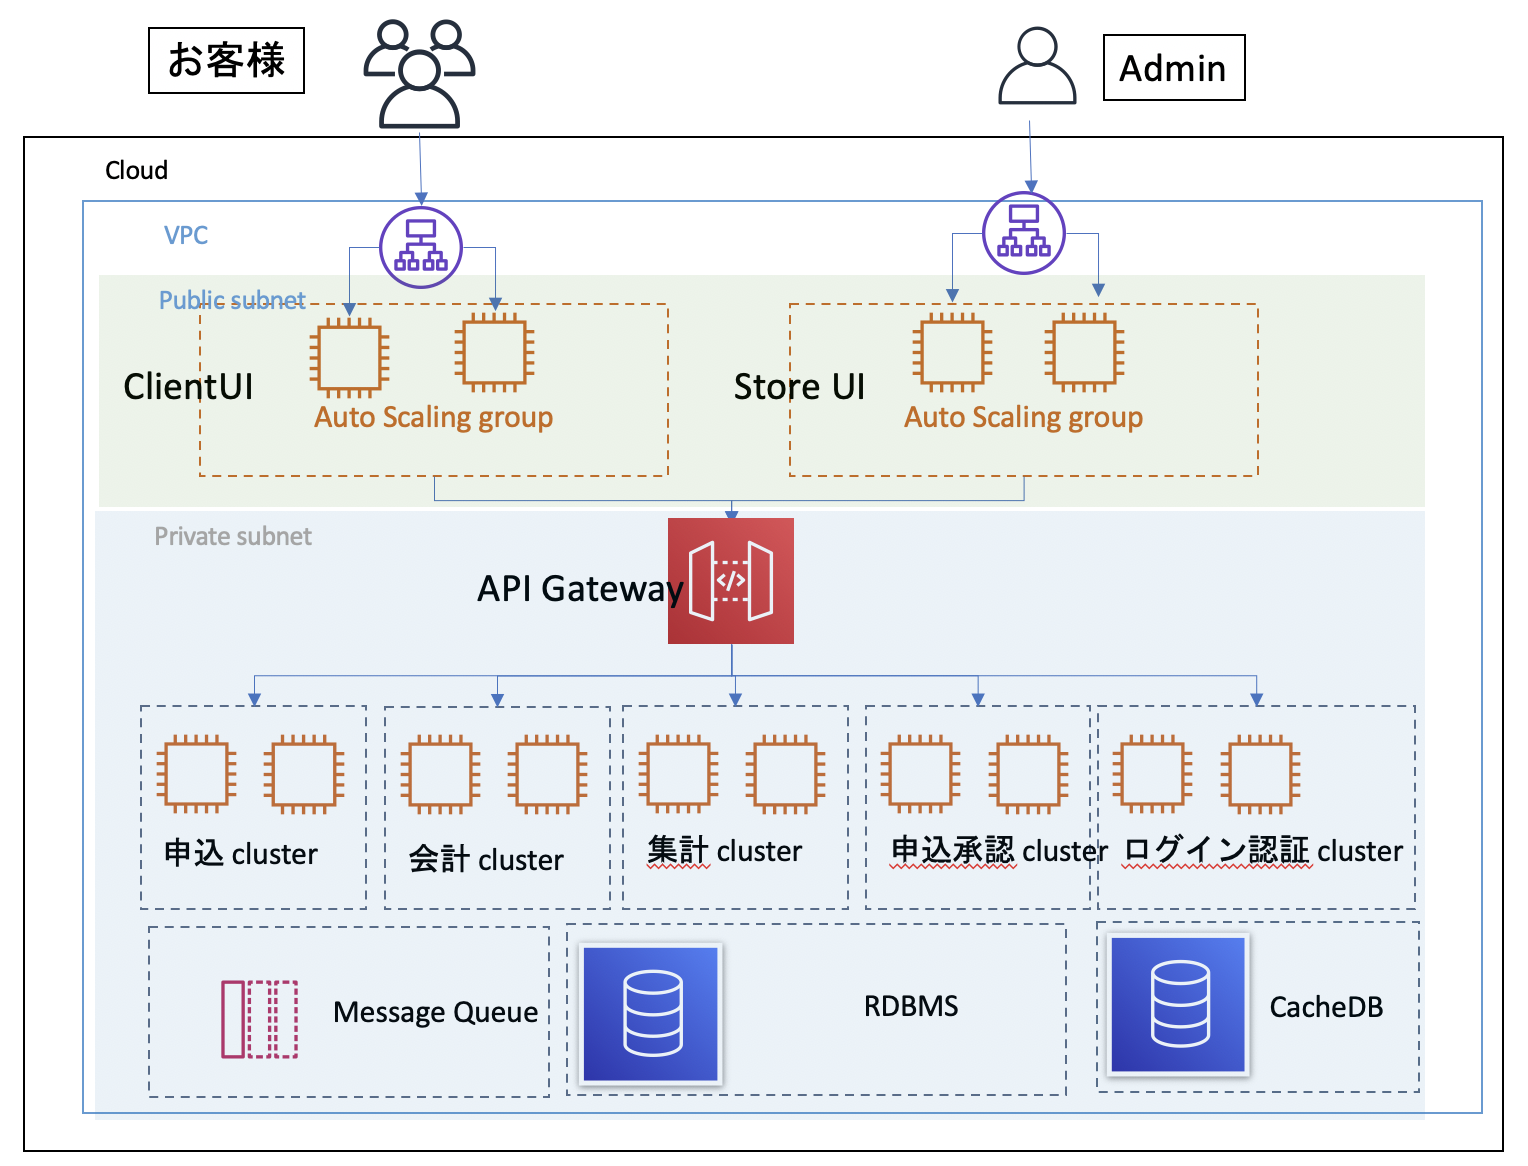 お客様
Admin
Cloud
VPC
Public subnet
ClientUI
Auto Scaling group
Store UI
Auto Scaling group
Private subnet
API Gateway
申込 cluster
会計 cluster
集計 cluster
申込承認 cluster
ログイン認証 cluster
Message Queue
RDBMS
CacheDB